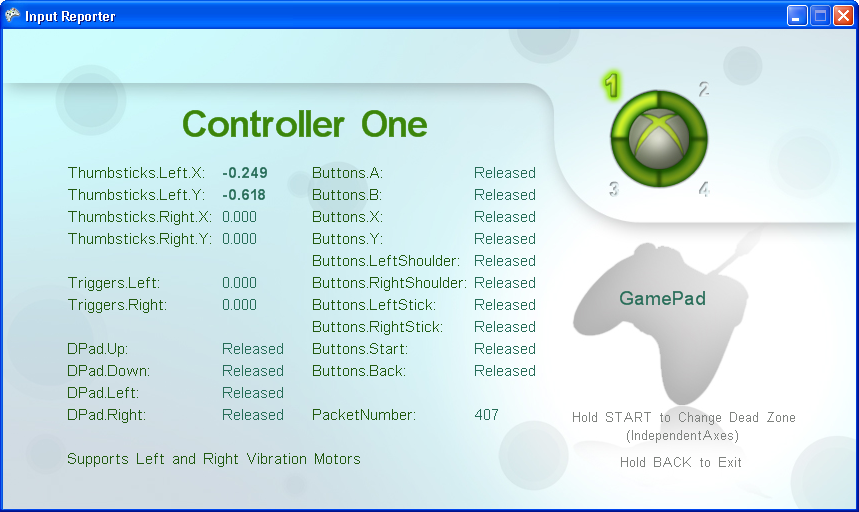 Input Reporter
Controller One
1 2
3 4
Thumbsticks.Left.X: -0.249 Buttons.A: Released
Thumbsticks.Left.Y: -0.618 Buttons.B: Released
Thumbsticks.Right.X: 0.000 Buttons.X: Released
Thumbsticks.Right.Y: 0.000 Buttons.Y: Released
Buttons.LeftShoulder: Released
Triggers.Left: 0.000 Buttons.RightShoulder: Released
Triggers.Right: 0.000 Buttons.LeftStick: Released
Buttons.RightStick: Released
DPad.Up: Released Buttons.Start: Released
DPad.Down: Released Buttons.Back: Released
DPad.Left: Released
DPad.Right: Released PacketNumber: 407
Supports Left and Right Vibration Motors
GamePad
Hold START to Change Dead Zone
(IndependentAxes)
Hold BACK to Exit